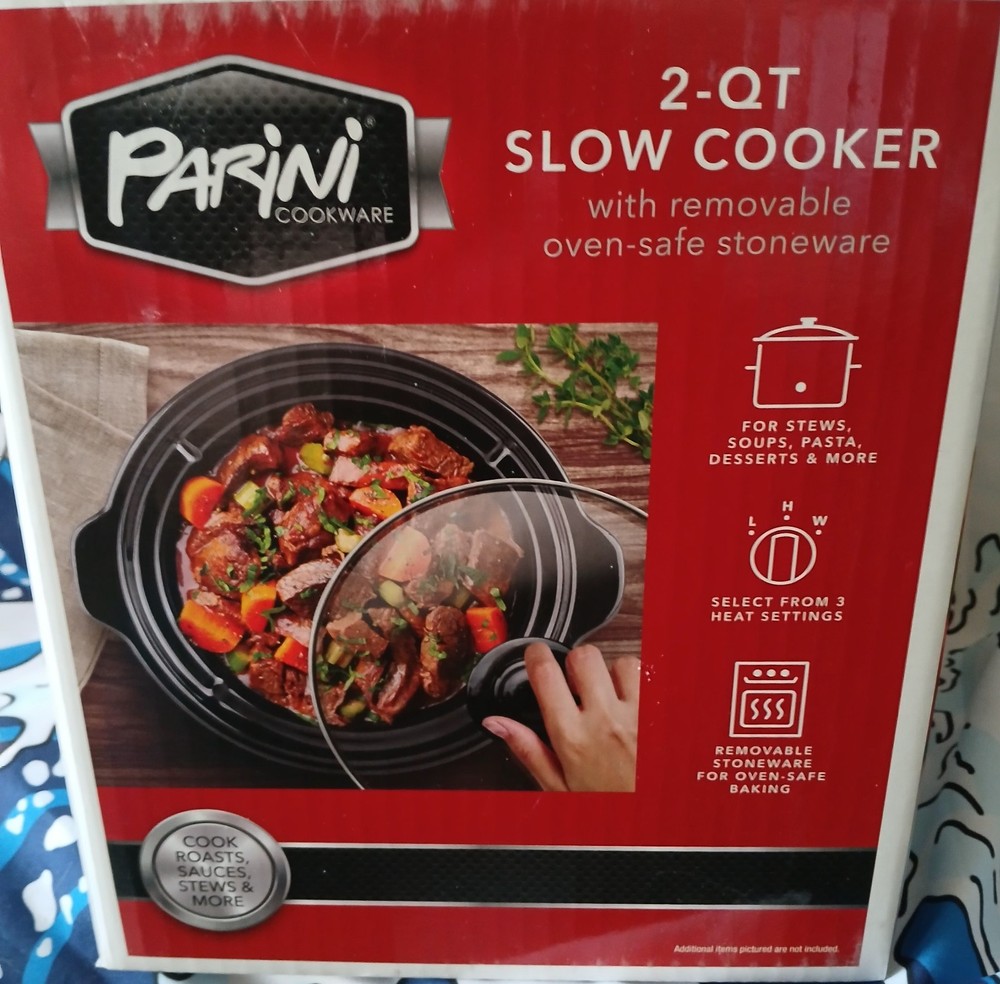 PARINI®
COOKWARE
2-QT
SLOW COOKER
with removable
oven-safe stoneware
FOR STEWS,
SOUPS, PASTA,
DESSERTS & MORE
L H W
SELECT FROM 3
HEAT SETTINGS
REMOVABLE
STONEWARE
FOR OVEN-SAFE
BAKING
COOK
ROASTS,
SAUCES,
STEWS &
MORE
Additional items pictured are not included.